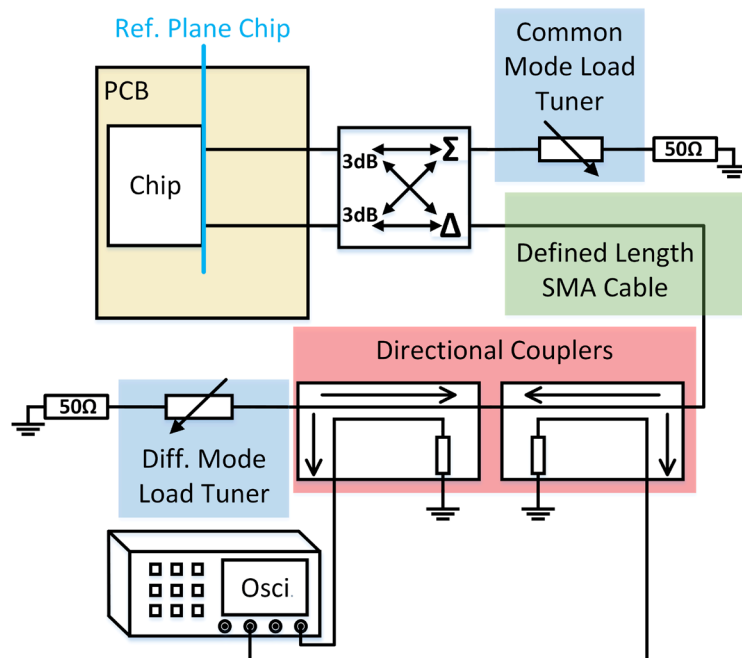 Ref. Plane Chip
PCB
Chip
3dB
3dB
Σ
Δ
Common
Mode Load
Tuner
50Ω
Defined Length
SMA Cable
Directional Couplers
50Ω
Diff. Mode
Load Tuner
Osci.